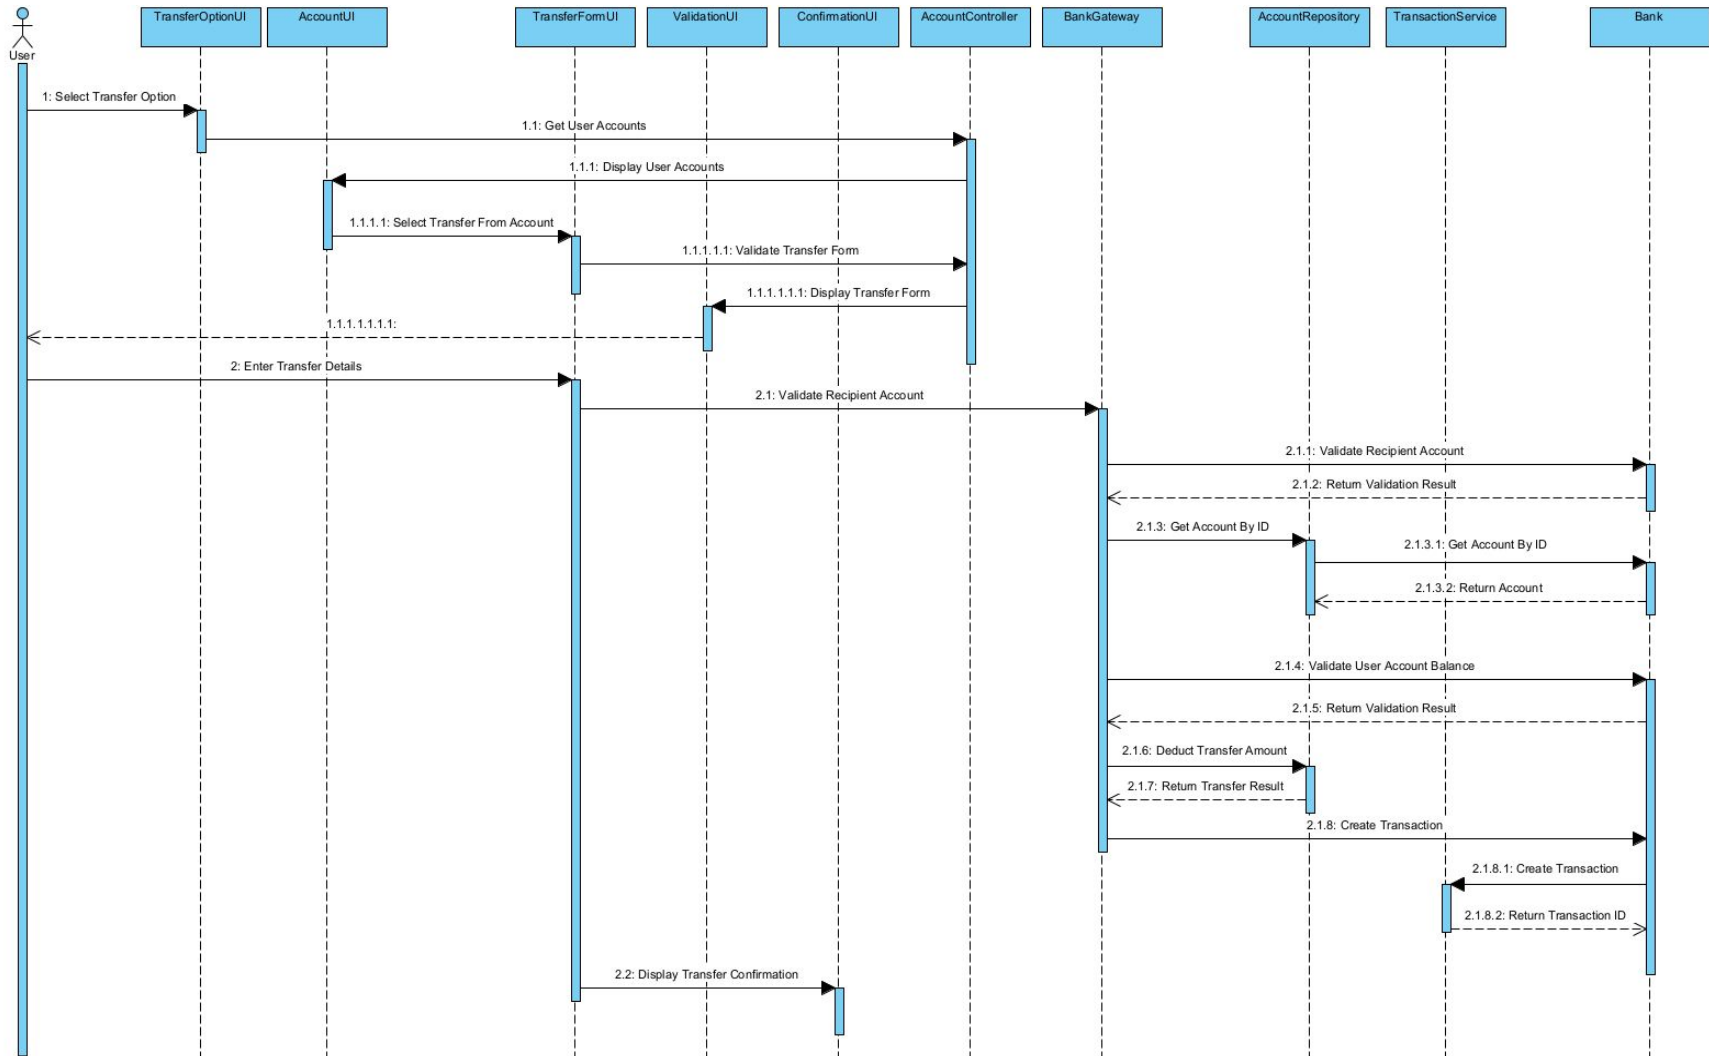 TransferOptionUI
AccountUI
TransferFormUI
ValidationUI
ConfirmationUI
AccountController
BankGateway
AccountRepository
TransactionService
Bank
User
1: Select Transfer Option
1.1: Get User Accounts
1.1.1: Display User Accounts
1.1.1.1: Select Transfer From Account
1.1.1.1.1: Validate Transfer Form
1.1.1.1.1.1: Display Transfer Form
1.1.1.1.1.1.1:
2: Enter Transfer Details
2.1: Validate Recipient Account
2.1.1: Validate Recipient Account
2.1.2: Return Validation Result
2.1.3: Get Account By ID
2.1.3.1: Get Account By ID
2.1.3.2: Return Account
2.1.4: Validate User Account Balance
2.1.5: Return Validation Result
2.1.6: Deduct Transfer Amount
2.1.7: Return Transfer Result
2.1.8: Create Transaction
2.1.8.1: Create Transaction
2.1.8.2: Return Transaction ID
2.2: Display Transfer Confirmation